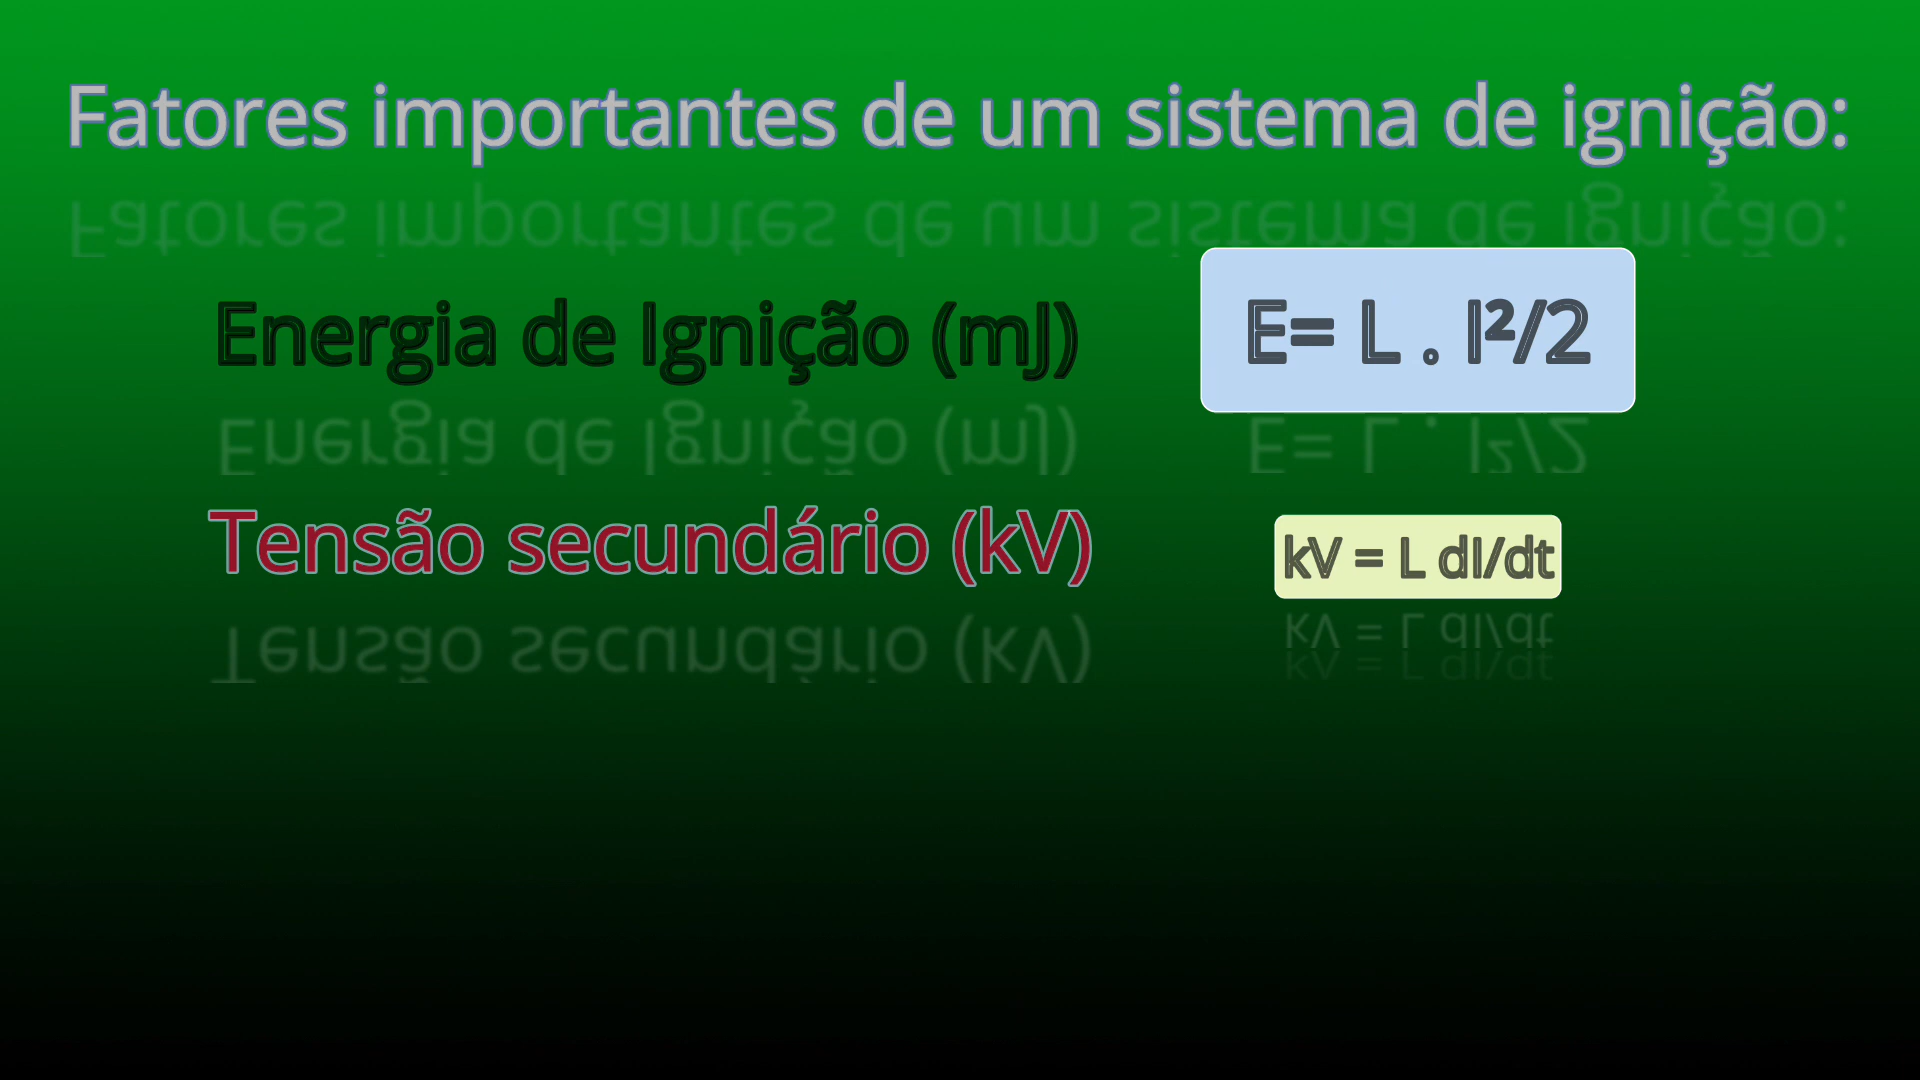 Fatores importantes de um sistema de ignição:
Energia de Ignição (mJ)
E= L . I²/2
Tensão secundário (kV)
kV = L dI/dt